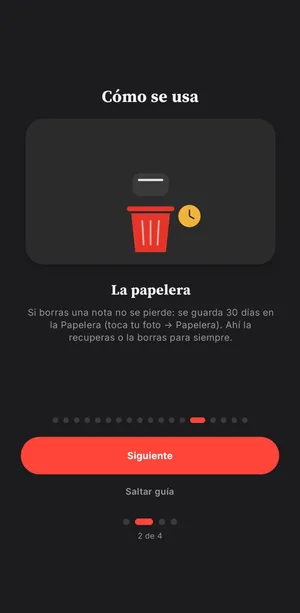 Cómo se usa
La papelera
Si borras una nota no se pierde: se guarda 30 días en
la Papelera (toca tu foto → Papelera). Ahí la
recuperas o la borras para siempre.
Siguiente
Saltar guía
2 de 4